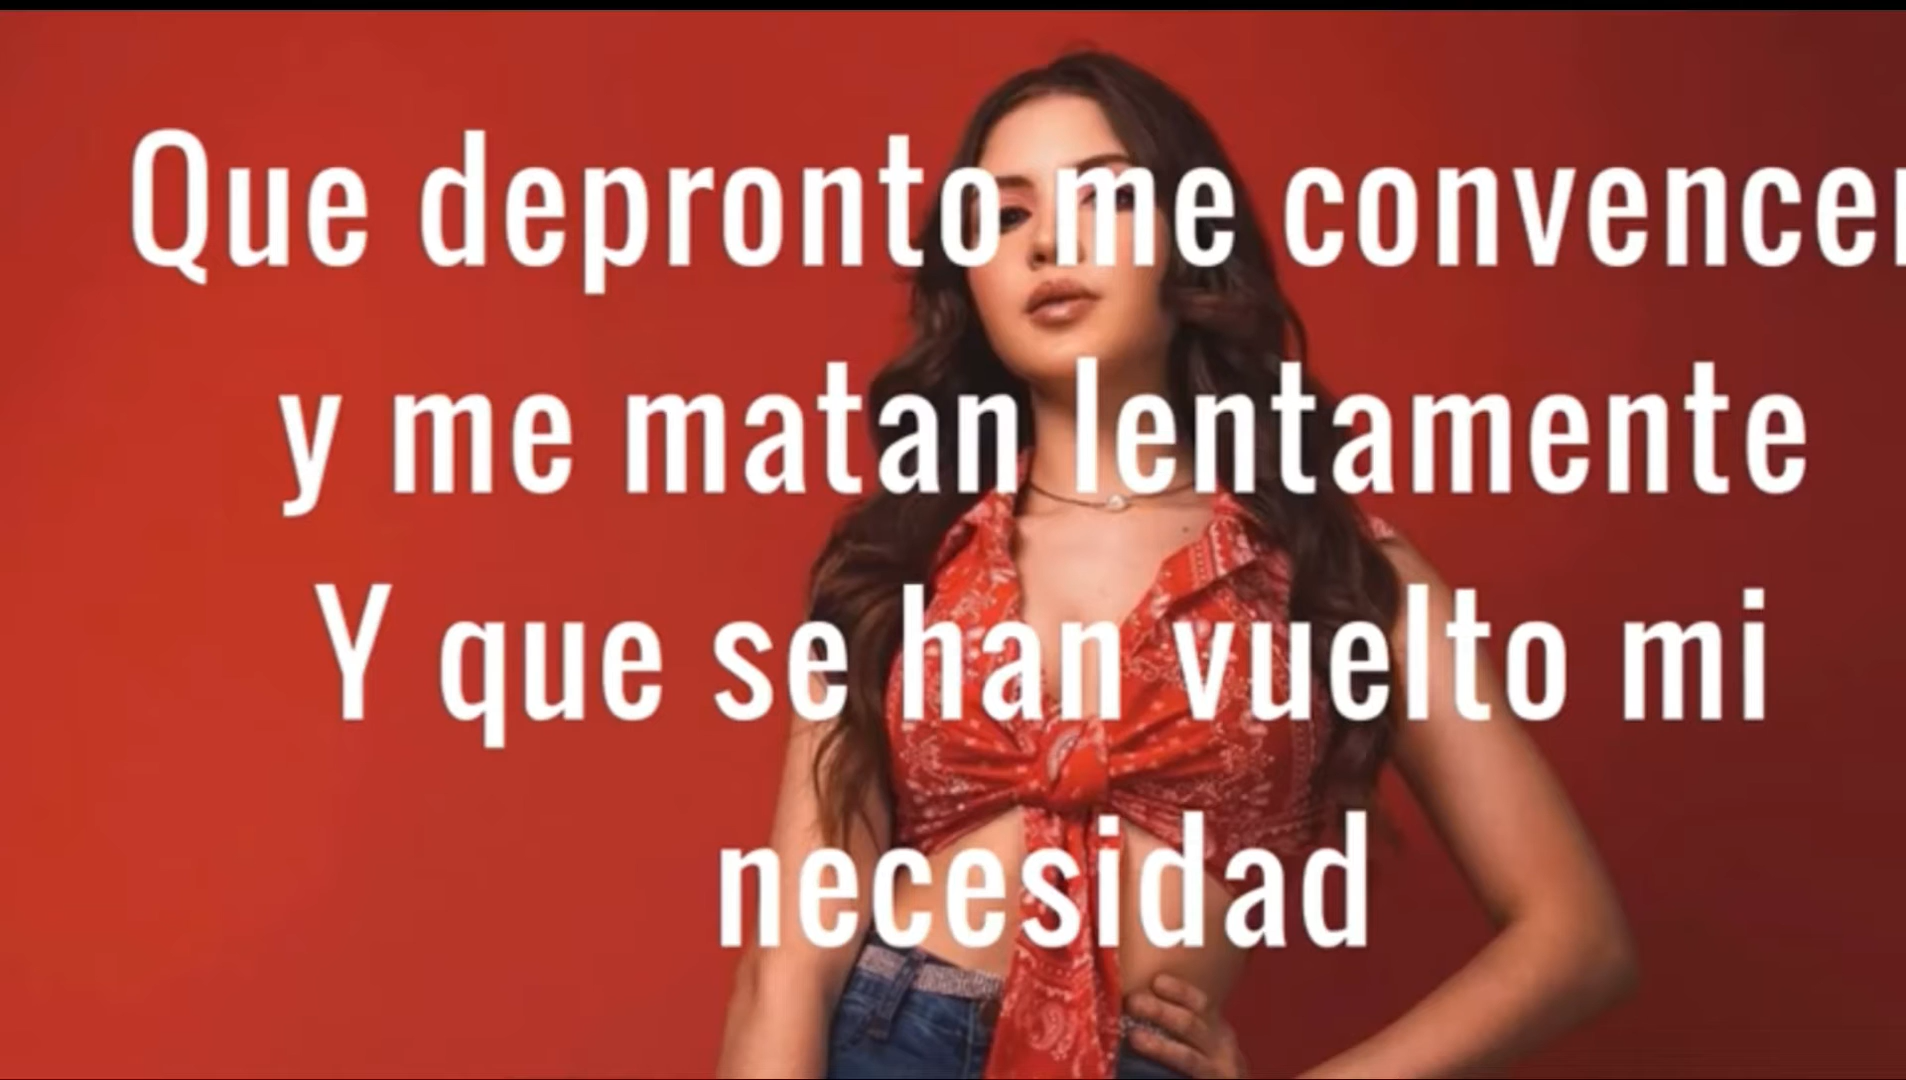 Que depronto me convencen
y me matan lentamente
Y que se han vuelto mi
necesidad